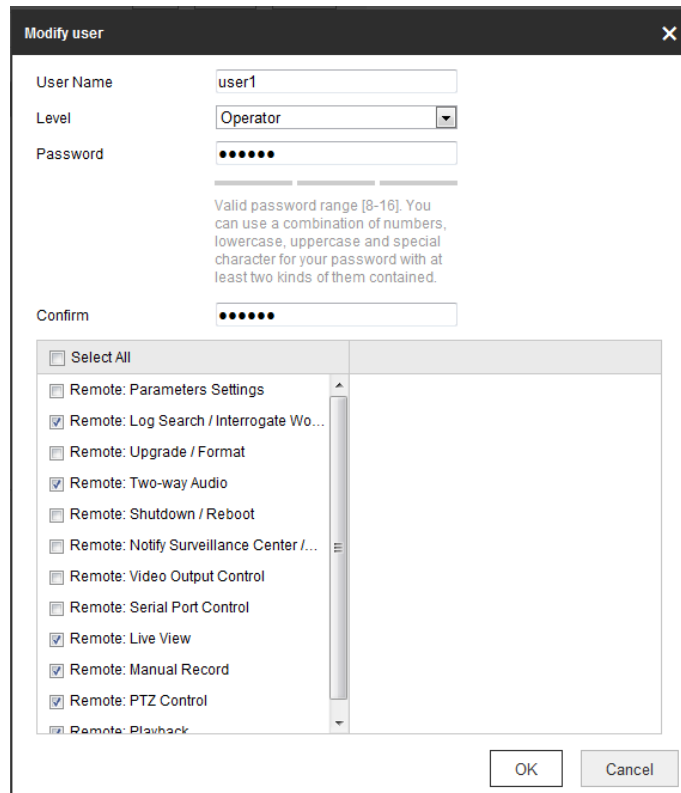 Modify user
User Name user1
Level Operator
Password ●●●●●●
Valid password range [8-16]. You
can use a combination of numbers,
lowercase, uppercase and special
character for your password with at
least two kinds of them contained.
Confirm ●●●●●●
Select All
Remote: Parameters Settings
Remote: Log Search / Interrogate Wo...
Remote: Upgrade / Format
Remote: Two-way Audio
Remote: Shutdown / Reboot
Remote: Notify Surveillance Center /...
Remote: Video Output Control
Remote: Serial Port Control
Remote: Live View
Remote: Manual Record
Remote: PTZ Control
Remote: Playback
OK Cancel